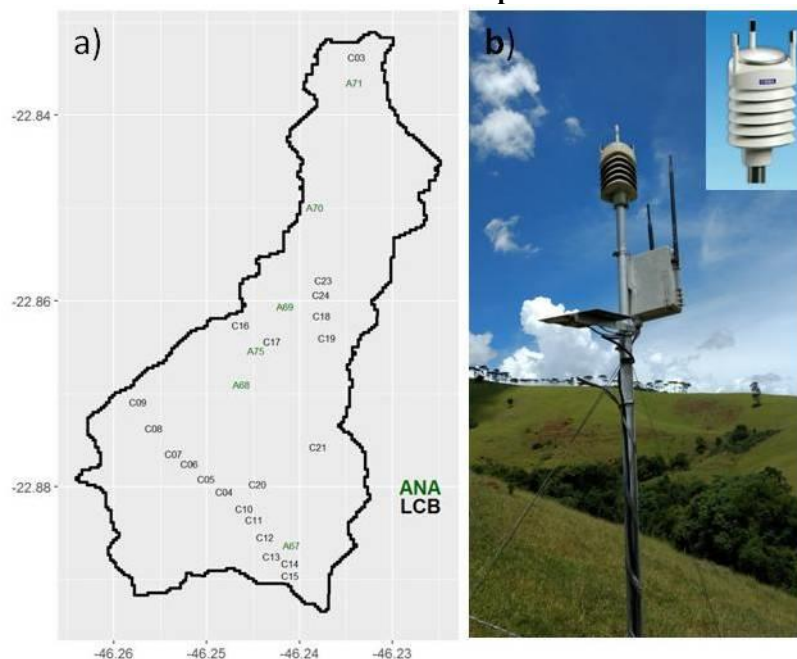 a)
C03
A71
-22.84
A70
C23
C24
A69
C18
C16
C19
C17
A75
-22.86
A68
C09
C08
C21
C07
C06
C05
C20
-22.88
C04
ANA
LCB
C10
C11
C12
A67
C13
C14
C15
-46.26
-46.25
-46.24
-46.23
b)